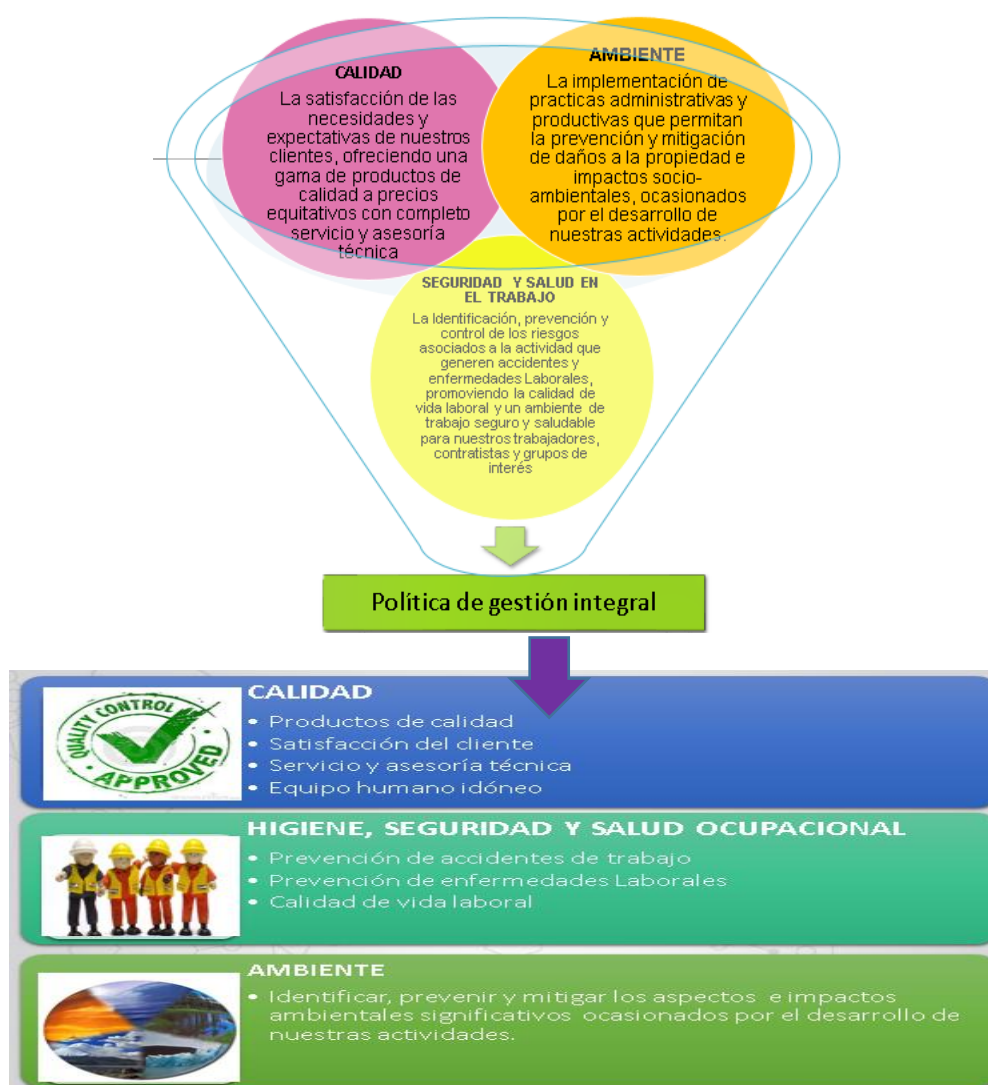 CALIDAD
La satisfacción de las
necesidades y
expectativas de nuestros
clientes, ofreciendo una
gama de productos de
calidad a precios
equitativos con completo
servicio y asesoría
técnica
AMBIENTE
La implementación de
practicas administrativas y
productivas que permitan
la prevención y mitigación
de daños a la propiedad e
impactos socio-
ambientales, ocasionados
por el desarrollo de
nuestras actividades.
SEGURIDAD Y SALUD EN
EL TRABAJO
La Identificación, prevención y
control de los riesgos
asociados a la actividad que
generen accidentes y
enfermedades Laborales,
promoviendo la calidad de
vida laboral y un ambiente de
trabajo seguro y saludable
para nuestros trabajadores,
contratistas y grupos de
interés
Política de gestión integral
QUALITY CONTROL
APPROVED
CALIDAD
• Productos de calidad
• Satisfacción del cliente
• Servicio y asesoría técnica
• Equipo humano idóneo
HIGIENE, SEGURIDAD Y SALUD OCUPACIONAL
• Prevención de accidentes de trabajo
• Prevención de enfermedades Laborales
• Calidad de vida laboral
AMBIENTE
• Identificar, prevenir y mitigar los aspectos e impactos
ambientales significativos ocasionados por el desarrollo de
nuestras actividades.